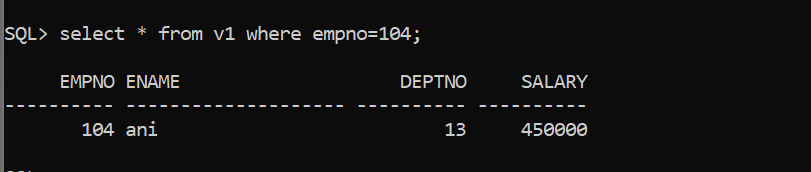 SQL> select * from v1 where empno=104;
EMPNO ENAME DEPTNO SALARY
---------- -------------------- ---------- ----------
104 ani 13 450000